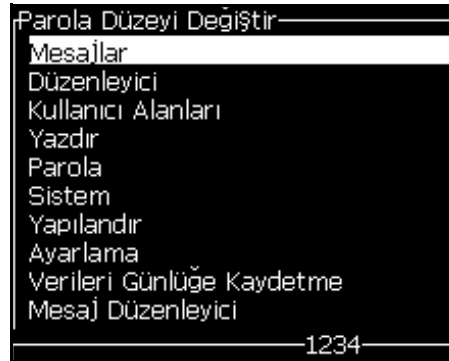 Parola Düzeyi Değiştir
Mesajlar
Düzenleyici
Kullanıcı Alanları
Yazdır
Parola
Sistem
Yapılandır
Ayarlama
Verileri Günlüğe Kaydetme
Mesaj Düzenleyici
1234